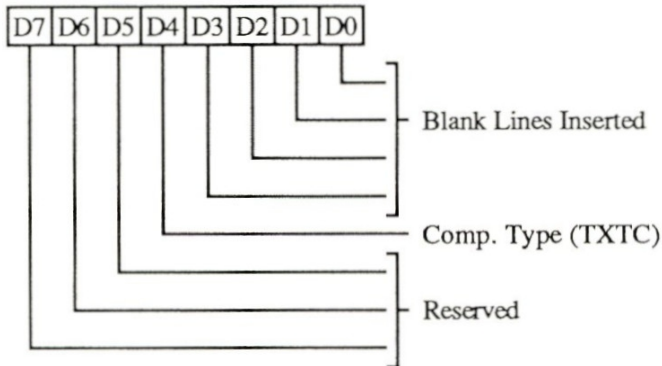 D7 D6 D5 D4 D3 D2 D1 D0
Blank Lines Inserted
Comp. Type (TXTC)
Reserved